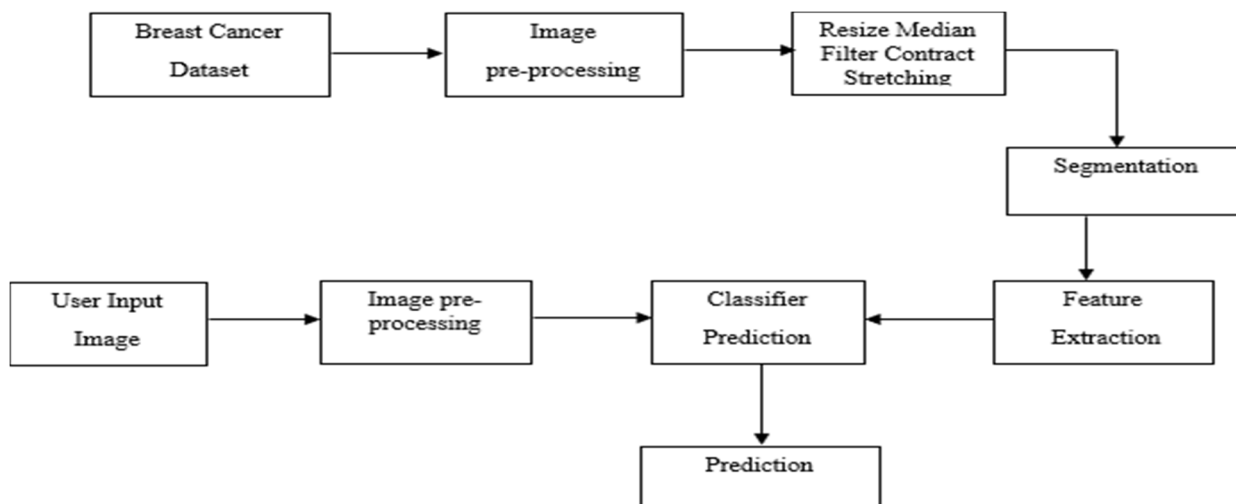 Breast Cancer
Dataset
Image
pre-processing
Resize Median
Filter Contract
Stretching
Segmentation
User Input
Image
Image pre-
processing
Classifier
Prediction
Feature
Extraction
Prediction